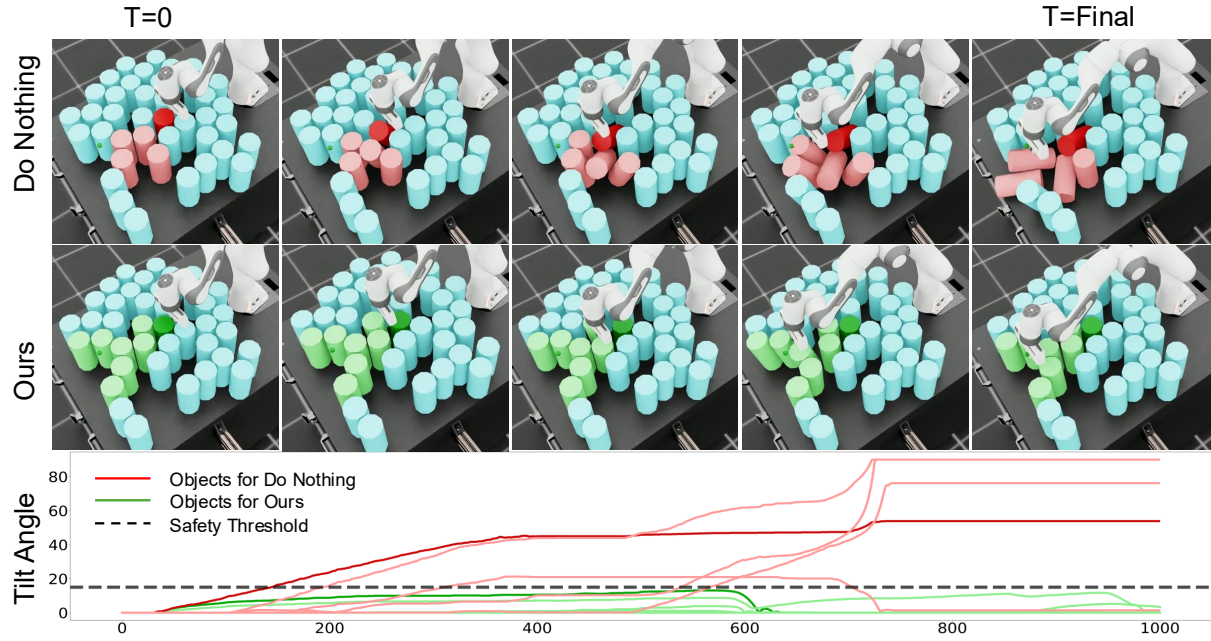 T=0
T=Final
Do Nothing
Ours
Tilt Angle
80
60
40
20
0
Objects for Do Nothing
Objects for Ours
Safety Threshold
0
200
400
600
800
1000